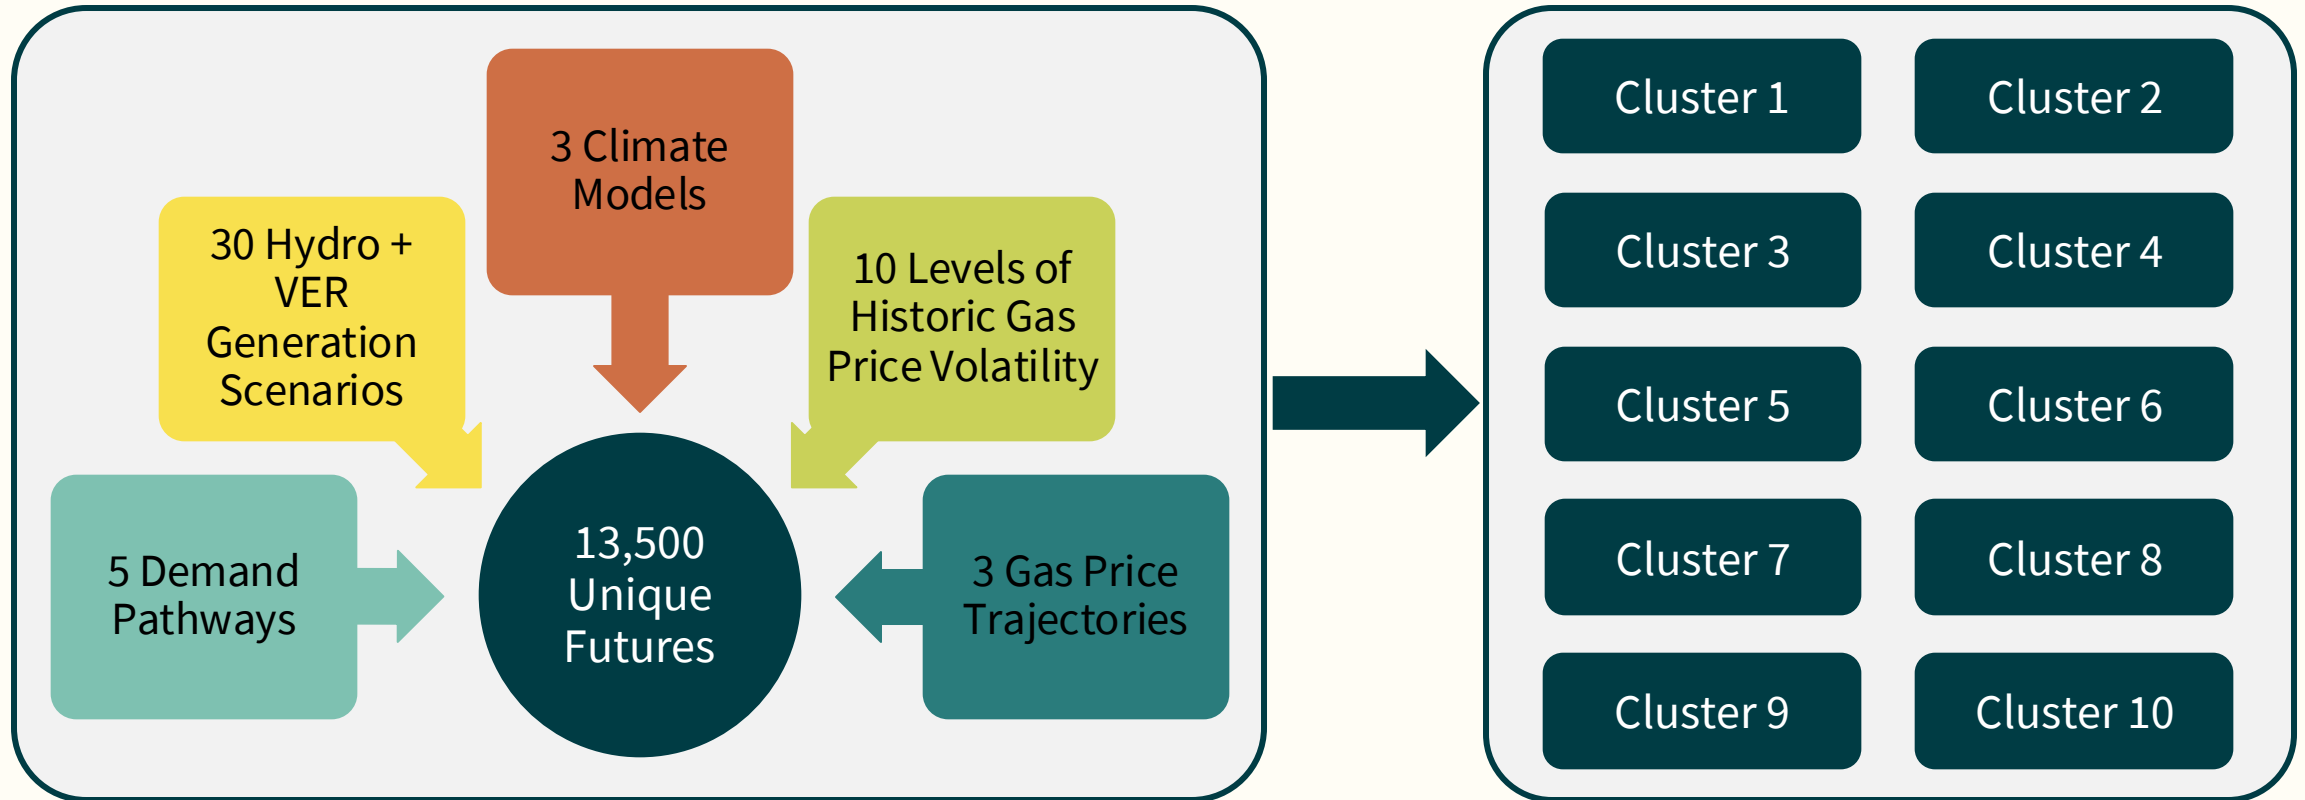 3 Climate
Models
30 Hydro +
VER
Generation
Scenarios
10 Levels of
Historic Gas
Price Volatility
5 Demand
Pathways
13,500
Unique
Futures
3 Gas Price
Trajectories
Cluster 1
Cluster 2
Cluster 3
Cluster 4
Cluster 5
Cluster 6
Cluster 7
Cluster 8
Cluster 9
Cluster 10